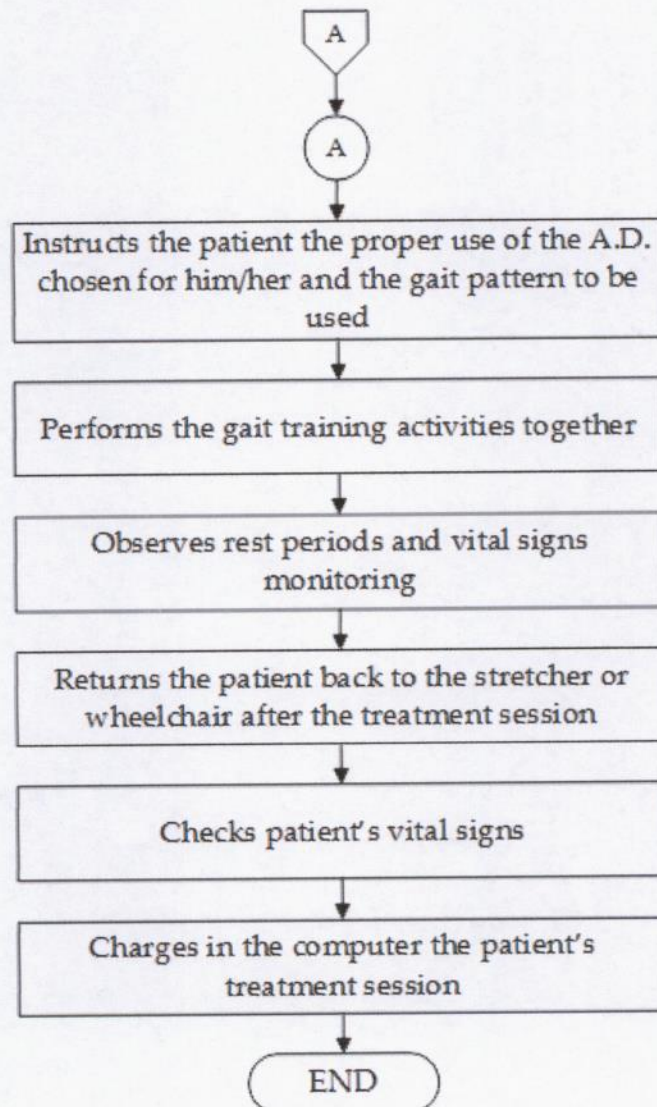 A
A
Instructs the patient the proper use of the A.D.
chosen for him/her and the gait pattern to be
used
Performs the gait training activities together
Observes rest periods and vital signs
monitoring
Returns the patient back to the stretcher or
wheelchair after the treatment session
Checks patient's vital signs
Charges in the computer the patient's
treatment session
END